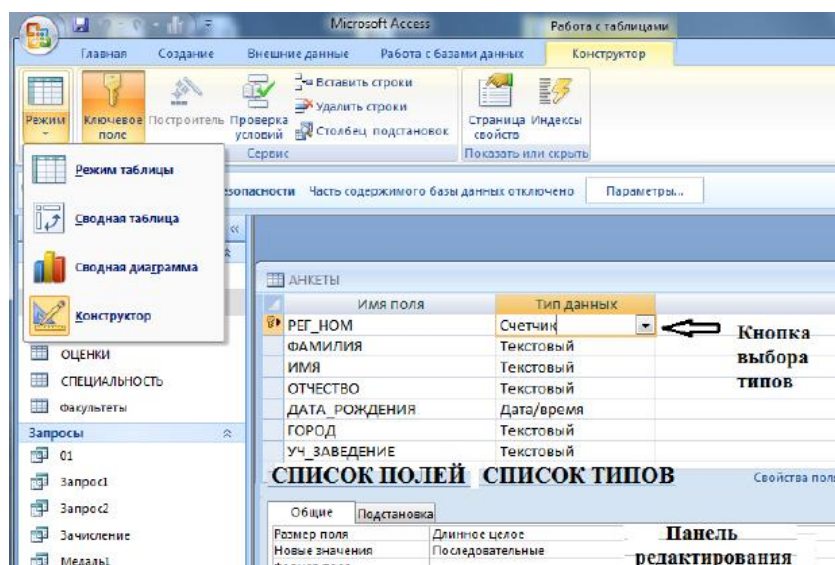 Microsoft Access
Работа с таблицами
Главная Создание Внешние данные Работа с базами данных Конструктор
Режим
Ключевое поле
Построитель
Проверка условий
Вставить строки
Удалить строки
Столбец подстановок
Страница свойств
Индексы
Сервис
Показать или скрыть
Режим таблицы
Сводная таблица
Сводная диаграмма
Конструктор
Часть содержимого базы данных отключено
Параметры...
АНКЕТЫ
Имя поля Тип данных
РЕГ_НОМ Счетчик
ФАМИЛИЯ Текстовый
ИМЯ Текстовый
ОТЧЕСТВО Текстовый
ДАТА_РОЖДЕНИЯ Дата/время
ГОРОД Текстовый
УЧ_ЗАВЕДЕНИЕ Текстовый
Кнопка
выбора
типов
СПИСОК ПОЛЕЙ СПИСОК ТИПОВ
Свойства поля
ОЦЕНКИ
СПЕЦИАЛЬНОСТЬ
Факультеты
Запросы
01
Запрос1
Запрос2
Зачисление
Медаль1
Общие Подстановка
Размер поля Длинное целое
Новые значения Последовательные
Панель
редактирования